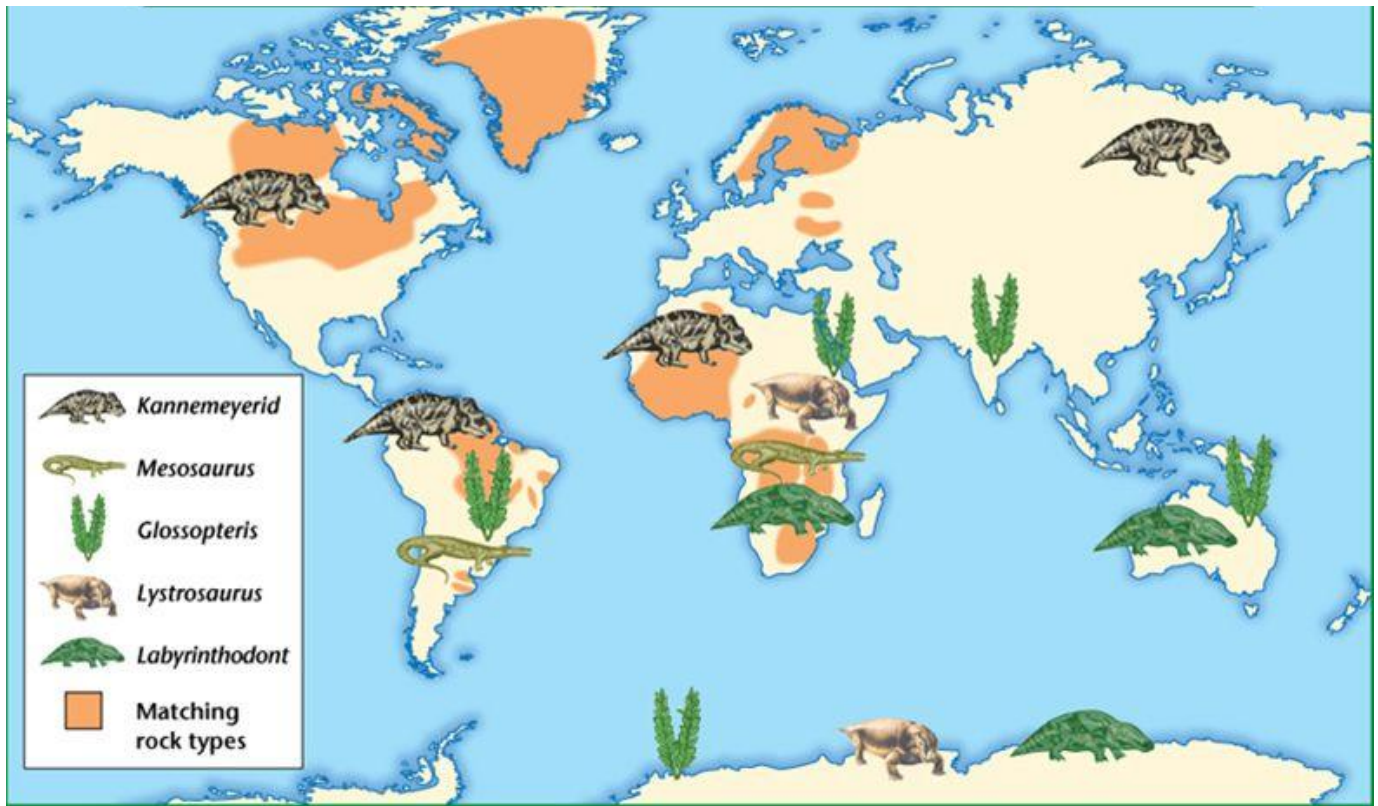 Kannemeyerid
Mesosaurus
Glossopteris
Lystrosaurus
Labyrinthodont
Matching
rock types